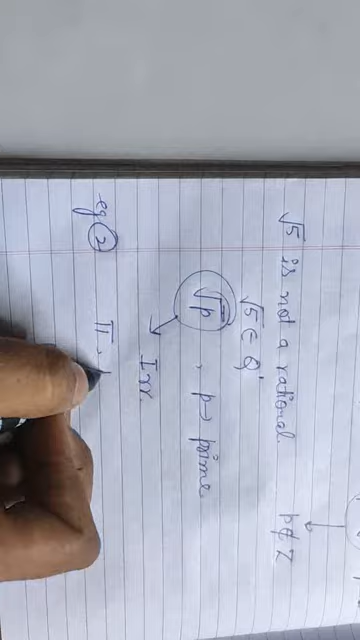 p ∉ Z
√5 is not a rational.
√5 ∈ Q'
√p , p → prime.
Irr.
eg ② π ,